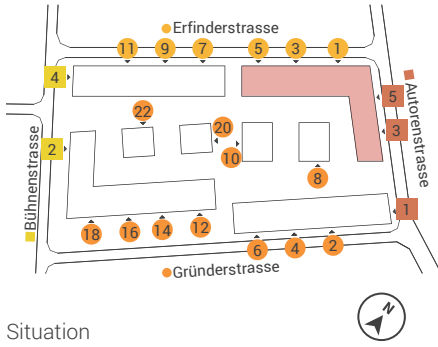 Erfinderstrasse
11 9 7 5 3 1
4
5
22
20
3
2
10
8
Autorenstrasse
Bühnenstrasse
1
18 16 14 12
6 4 2
Gründerstrasse
Situation
N